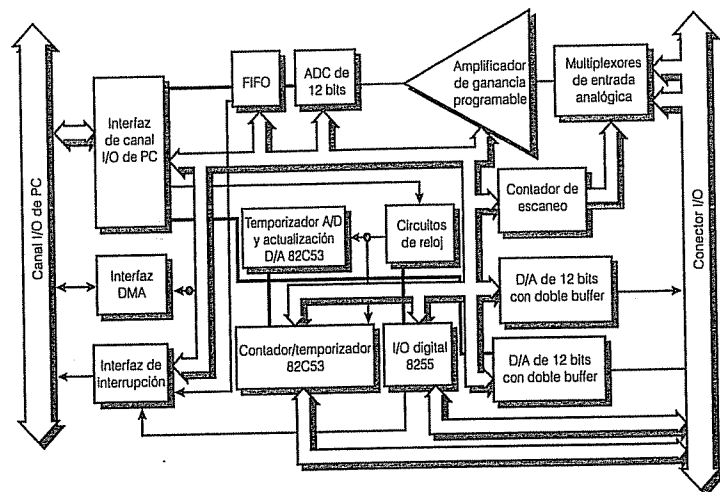 Canal I/O de PC
Interfaz
de canal
I/O de PC
FIFO
ADC de
12 bits
Amplificador
de ganancia
programable
Multiplexores
de entrada
analógica
Conector I/O
Contador de
escaneo
Temporizador A/D
y actualización
D/A 82C53
Circuitos
de reloj
Interfaz
DMA
D/A de 12 bits
con doble buffer
Interfaz de
interrupción
Contador/temporizador
82C53
I/O digital
8255
D/A de 12 bits
con doble buffer